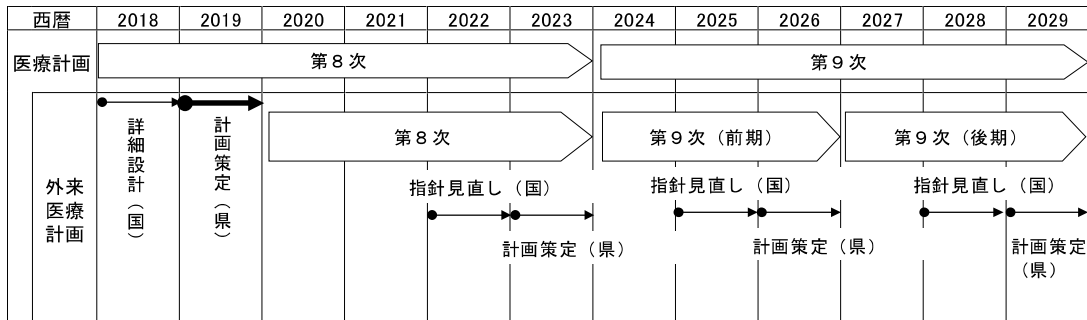 西暦 2018 2019 2020 2021 2022 2023 2024 2025 2026 2027 2028 2029
医療計画 第８次 第９次
外来医療計画
詳細設計（国）
計画策定（県）
第８次 第９次（前期） 第９次（後期）
指針見直し（国） 指針見直し（国） 指針見直し（国）
計画策定（県） 計画策定（県） 計画策定（県）